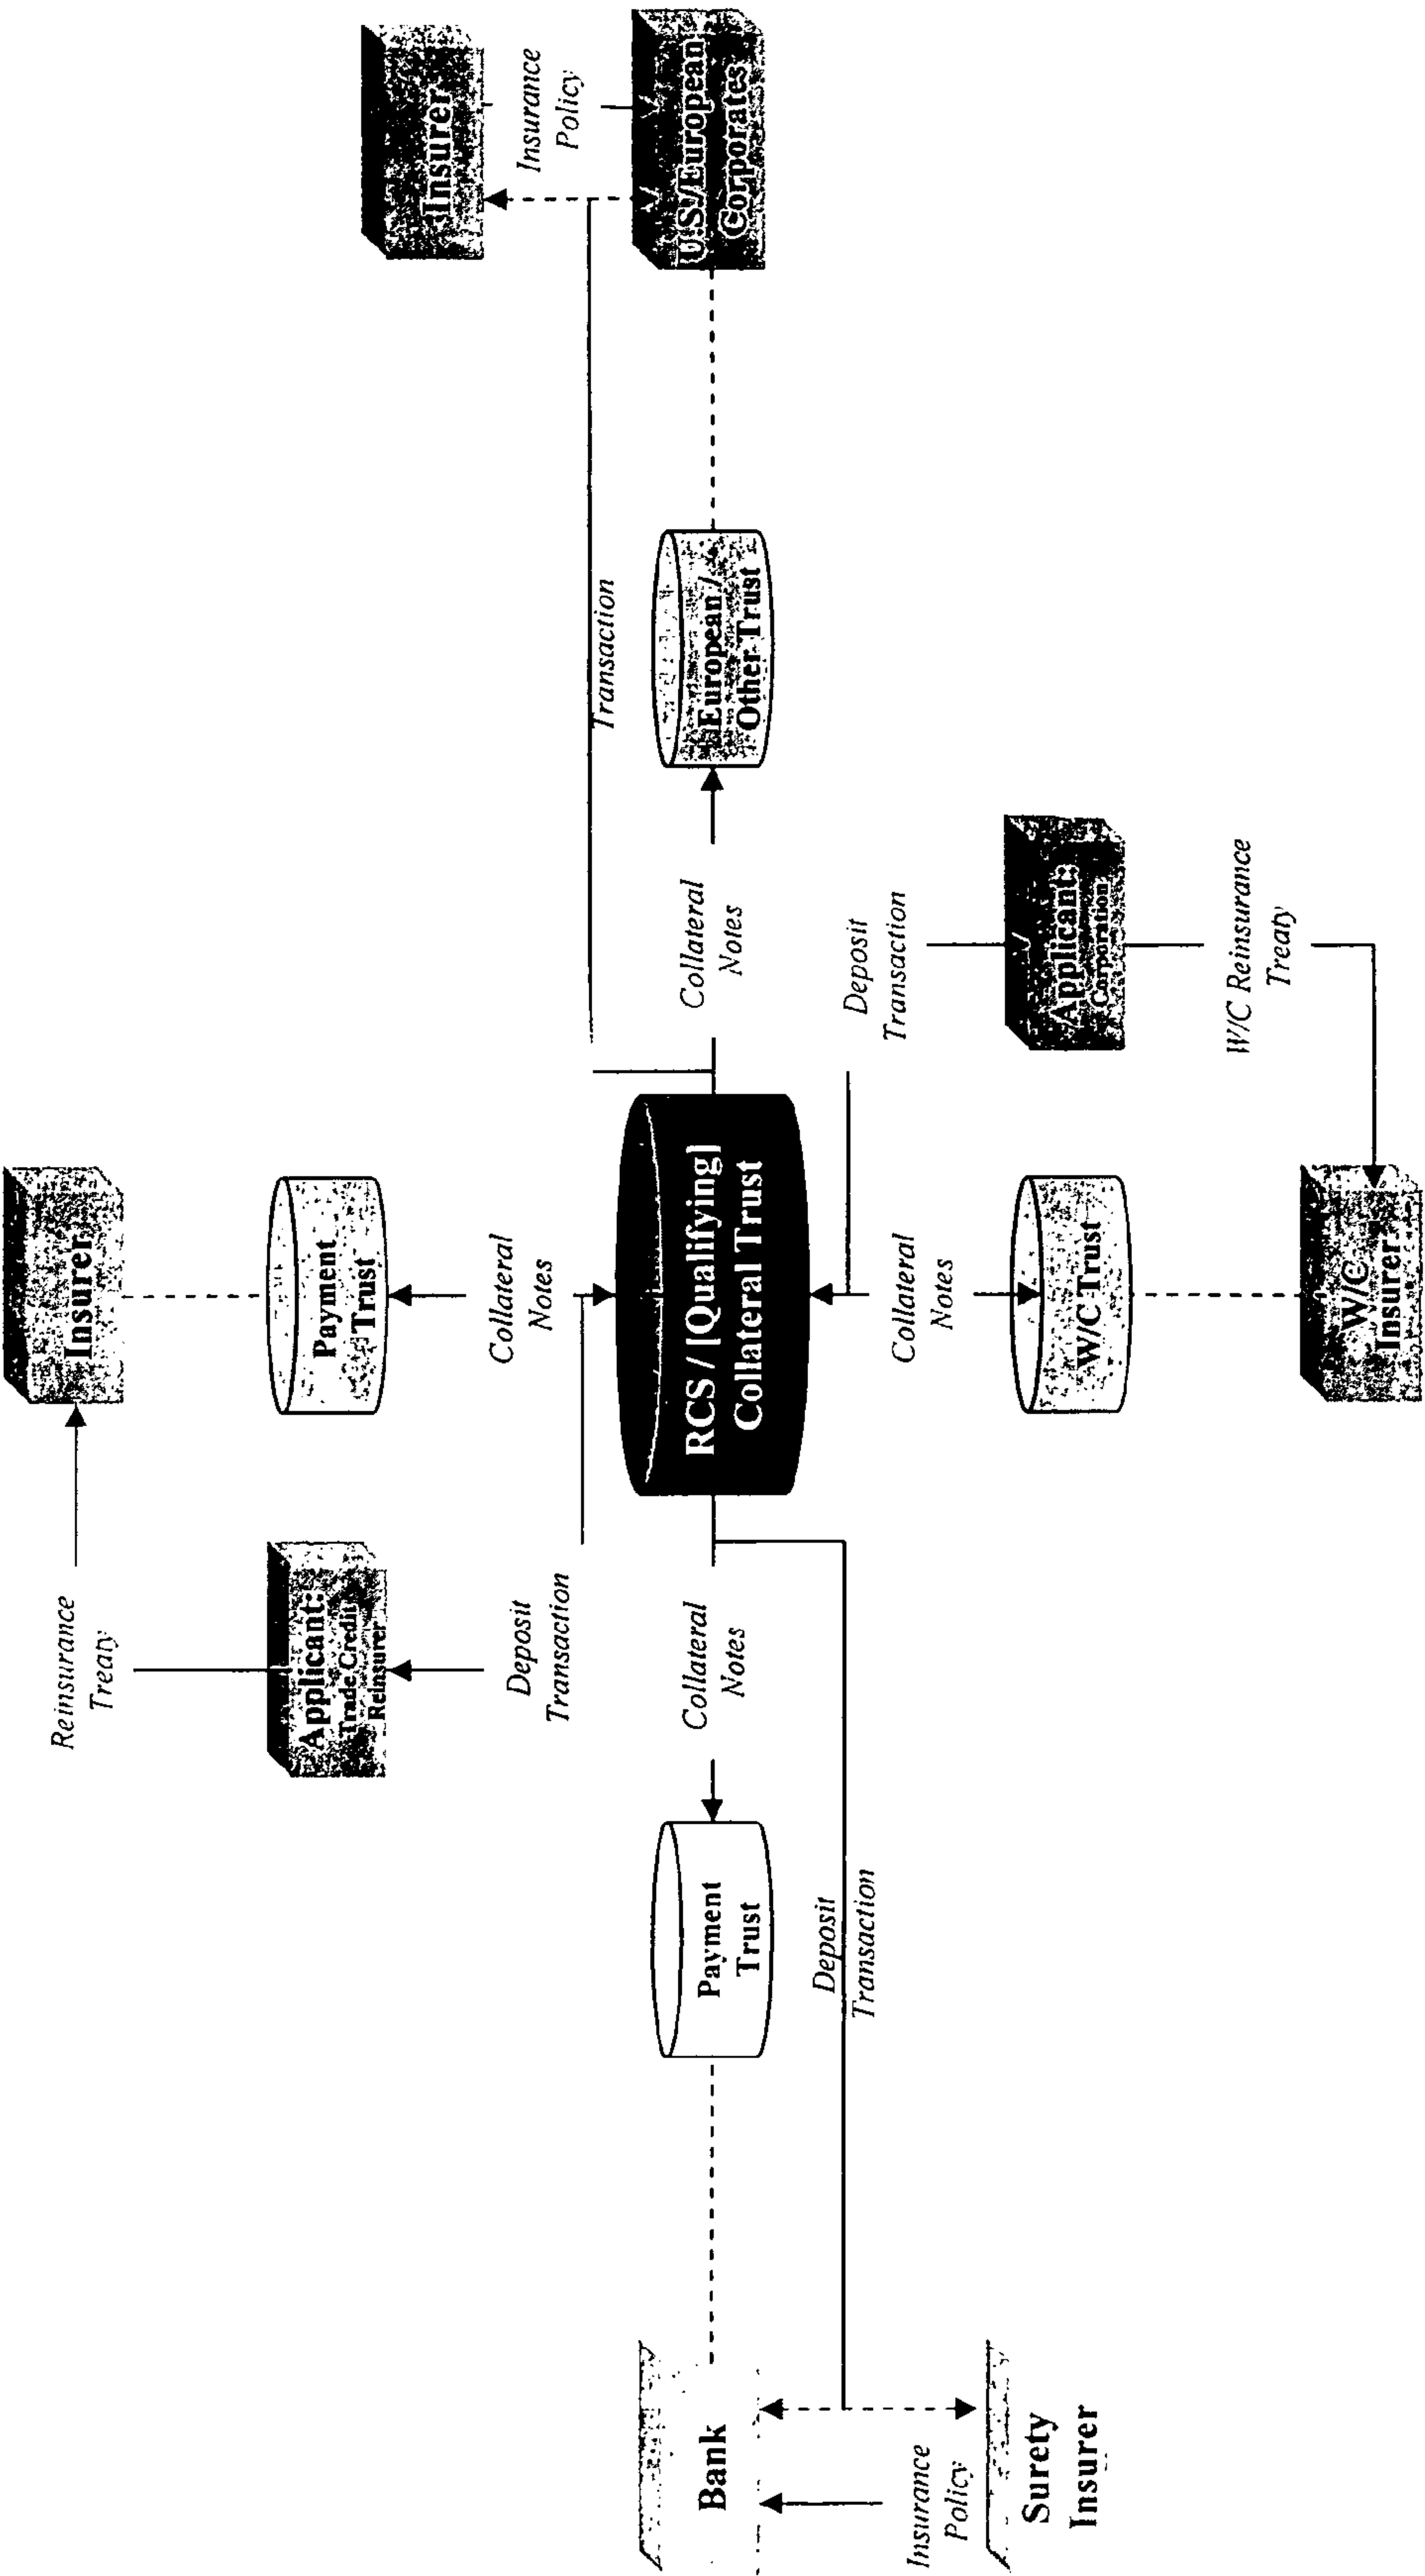 Reinsurance
Treaty
Insurer
Applicant:
Trade Credit
Reinsurer
Payment
Trust
Insurer
Deposit
Transaction
Collateral
Notes
Insurance
Policy
Transaction
Bank
Payment
Trust
Collateral
Notes
RCS / [Qualifying]
Collateral Trust
Collateral
Notes
European /
Other Trust
U.S./European
Corporates
Deposit
Transaction
Insurance
Policy
Collateral
Notes
Deposit
Transaction
Surety
Insurer
W/C Trust
Applicant:
Corporation
W/C Reinsurance
Treaty
W/C
Insurer